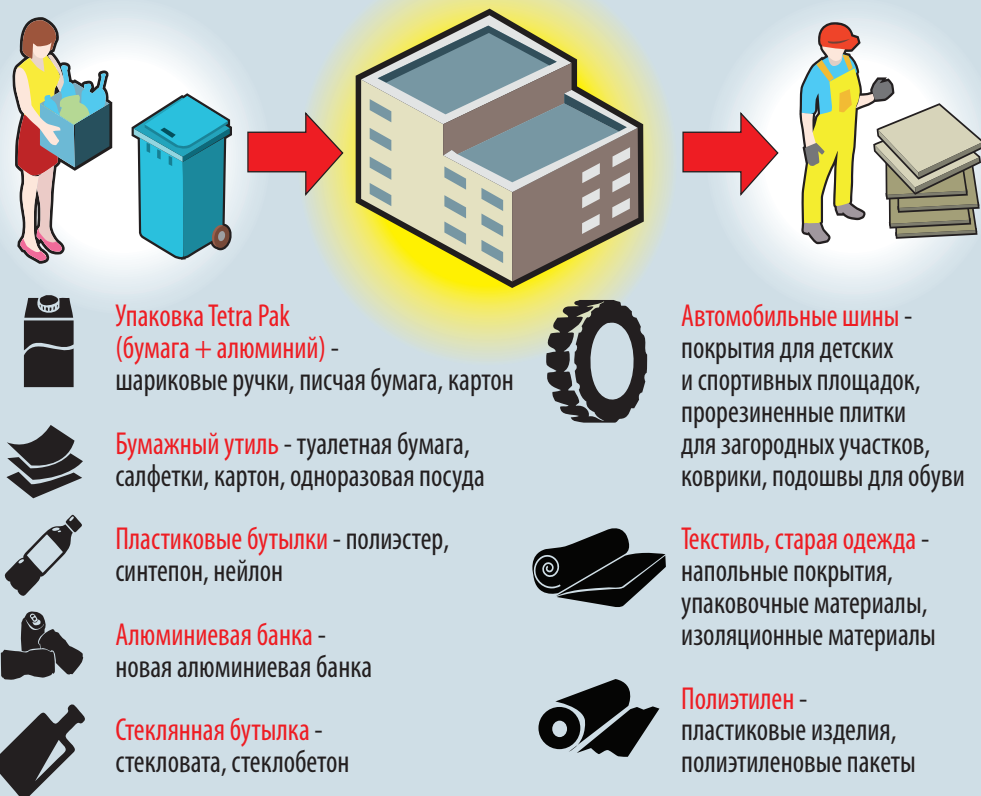 Упаковка Tetra Pak
(бумага + алюминий) -
шариковые ручки, писчая бумага, картон
Бумажный утиль - туалетная бумага,
салфетки, картон, одноразовая посуда
Пластиковые бутылки - полиэстер,
синтепон, нейлон
Алюминиевая банка -
новая алюминиевая банка
Стеклянная бутылка -
стекловата, стеклобетон
Автомобильные шины -
покрытия для детских
и спортивных площадок,
прорезиненные плитки
для загородных участков,
коврики, подошвы для обуви
Текстиль, старая одежда -
напольные покрытия,
упаковочные материалы,
изоляционные материалы
Полиэтилен -
пластиковые изделия,
полиэтиленовые пакеты